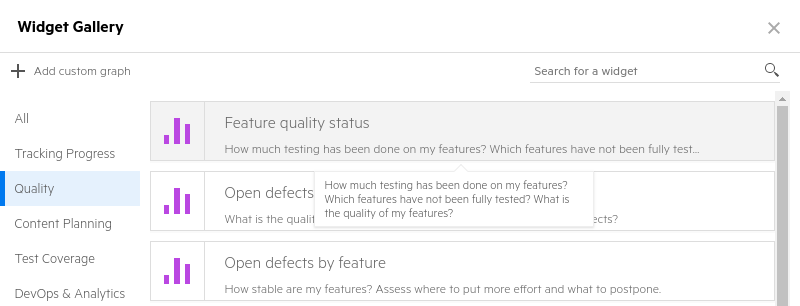 Widget Gallery
Add custom graph
Search for a widget
All
Tracking Progress
Quality
Content Planning
Test Coverage
DevOps & Analytics
Feature quality status
How much testing has been done on my features? Which features have not been fully test...
How much testing has been done on my features?
Which features have not been fully tested? What is
the quality of my features?
Open defects
What is the
Open defects by feature
How stable are my features? Assess where to put more effort and what to postpone.